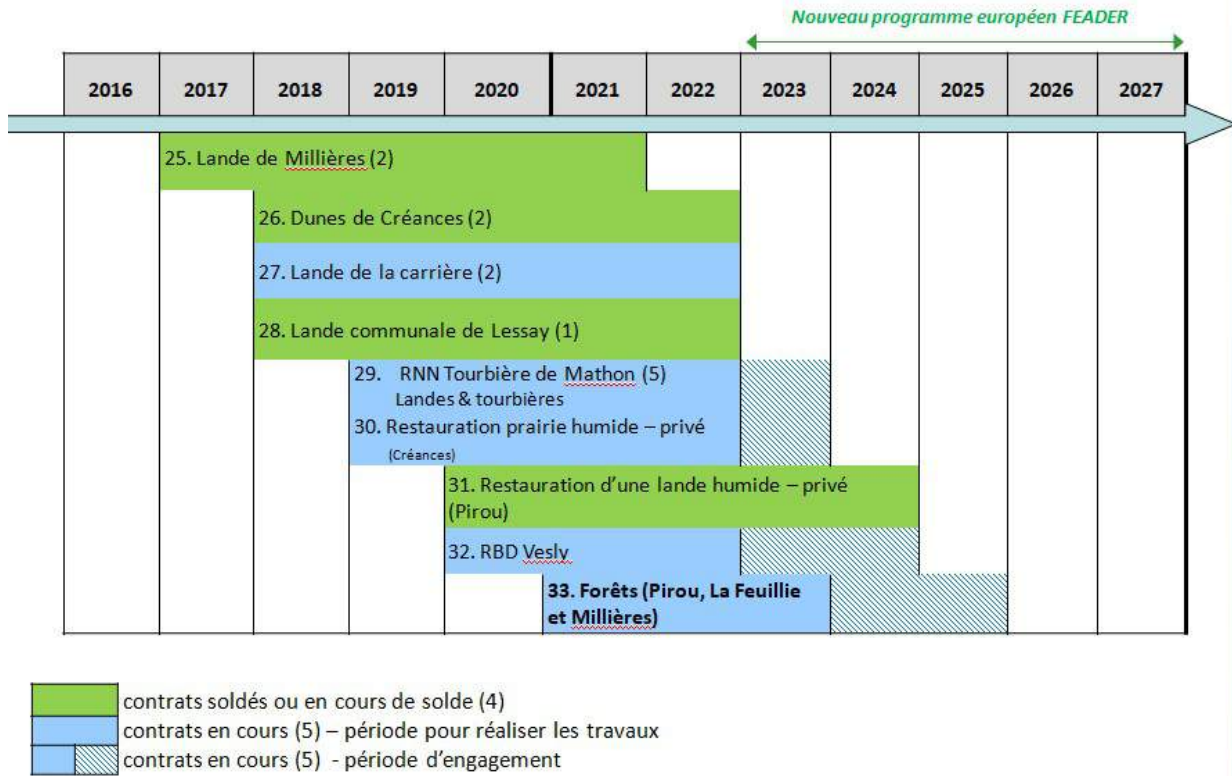 Nouveau programme européen FEADER
2016 2017 2018 2019 2020 2021 2022 2023 2024 2025 2026 2027
25. Lande de Millières (2)
26. Dunes de Créances (2)
27. Lande de la carrière (2)
28. Lande communale de Lessay (1)
29. RNN Tourbière de Mathon (5)
Landes & tourbières
30. Restauration prairie humide – privé
(Créances)
31. Restauration d'une lande humide – privé
(Pirou)
32. RBD Vesly
33. Forêts (Pirou, La Feuillie
et Millières)
contrats soldés ou en cours de solde (4)
contrats en cours (5) – période pour réaliser les travaux
contrats en cours (5) - période d'engagement